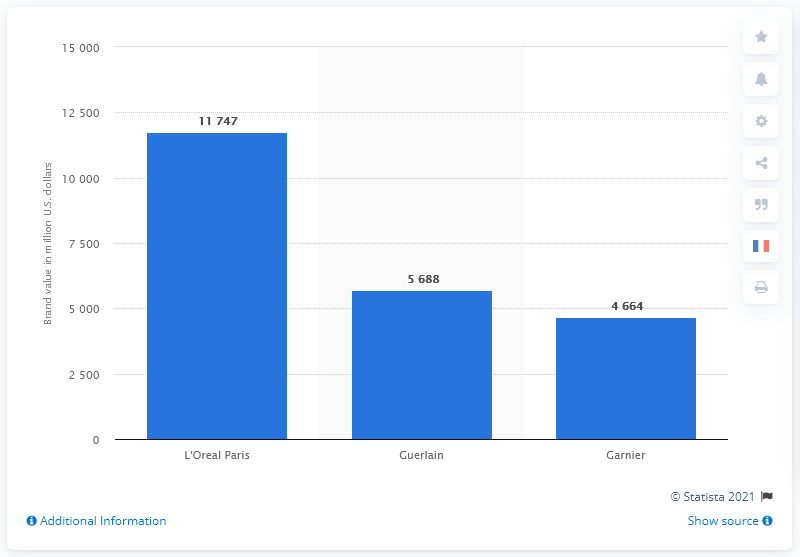 15 000
12 500
10 000
7 500
5 000
2 500
0
Brand value in million U.S. dollars
11 747
5 688
4 664
L'Oreal Paris
Guerlain
Garnier
© Statista 2021
Additional Information
Show source